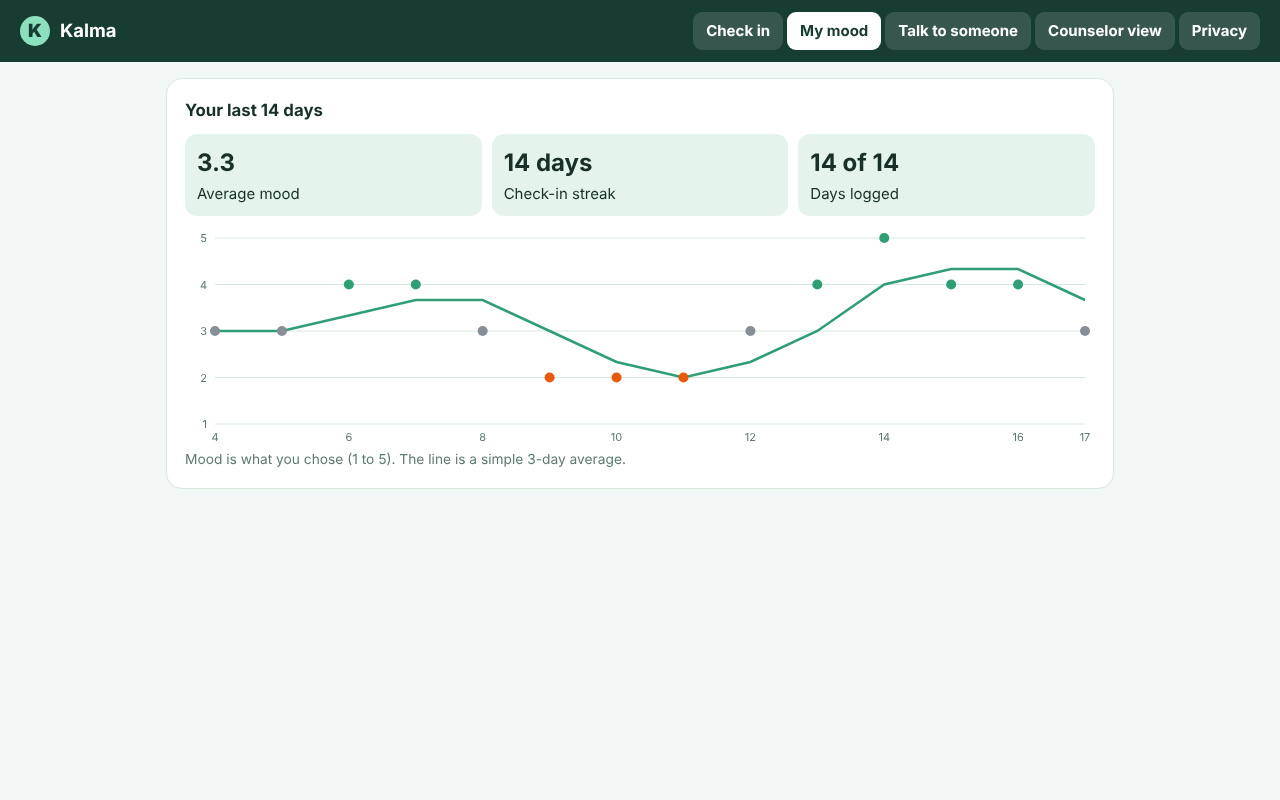 K Kalma
Check in
My mood
Talk to someone
Counselor view
Privacy
Your last 14 days
3.3
Average mood
14 days
Check-in streak
14 of 14
Days logged
5
4
3
2
1
4 6 8 10 12 14 16 17
Mood is what you chose (1 to 5). The line is a simple 3-day average.